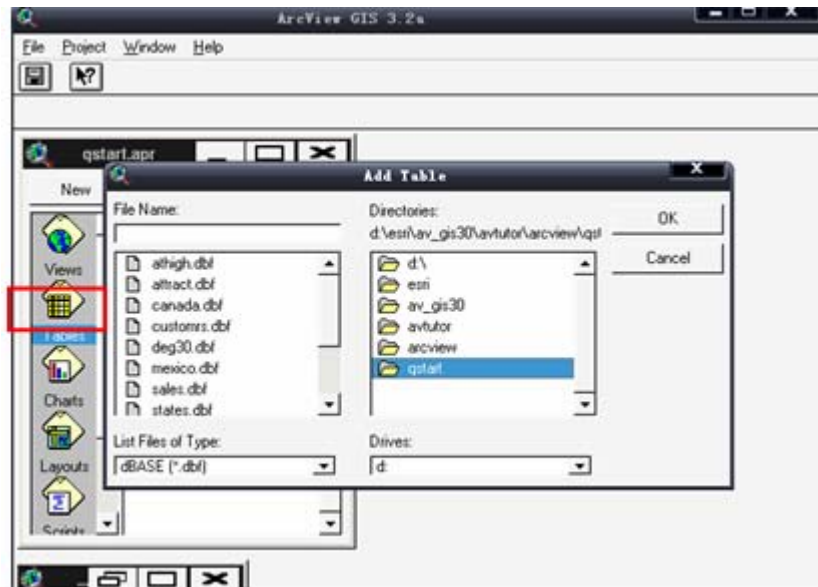 ArcView GIS 3.2a
File Project Window Help
qstart.apr
New
Views
Tables
Charts
Layouts
Scripts
Add Table
File Name:
athigh.dbf
attract.dbf
canada.dbf
customrs.dbf
deg30.dbf
mexico.dbf
sales.dbf
states.dbf
List Files of Type:
dBASE (*.dbf)
Directories:
d:\esri\av_gis30\avtutor\arcview\qst
d:\
esri
av_gis30
avtutor
arcview
qstart
Drives:
d:
OK
Cancel